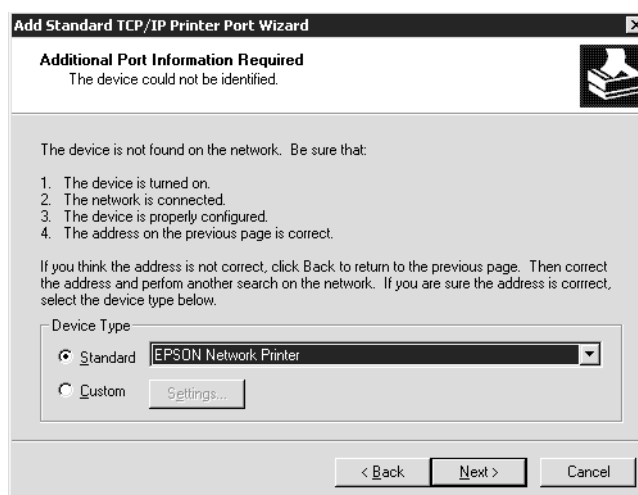 Add Standard TCP/IP Printer Port Wizard
Additional Port Information Required
The device could not be identified.
The device is not found on the network. Be sure that:
1. The device is turned on.
2. The network is connected.
3. The device is properly configured.
4. The address on the previous page is correct.
If you think the address is not correct, click Back to return to the previous page. Then correct
the address and perfom another search on the network. If you are sure the address is corrrect,
select the device type below.
Device Type
Standard EPSON Network Printer
Custom Settings...
< Back Next > Cancel